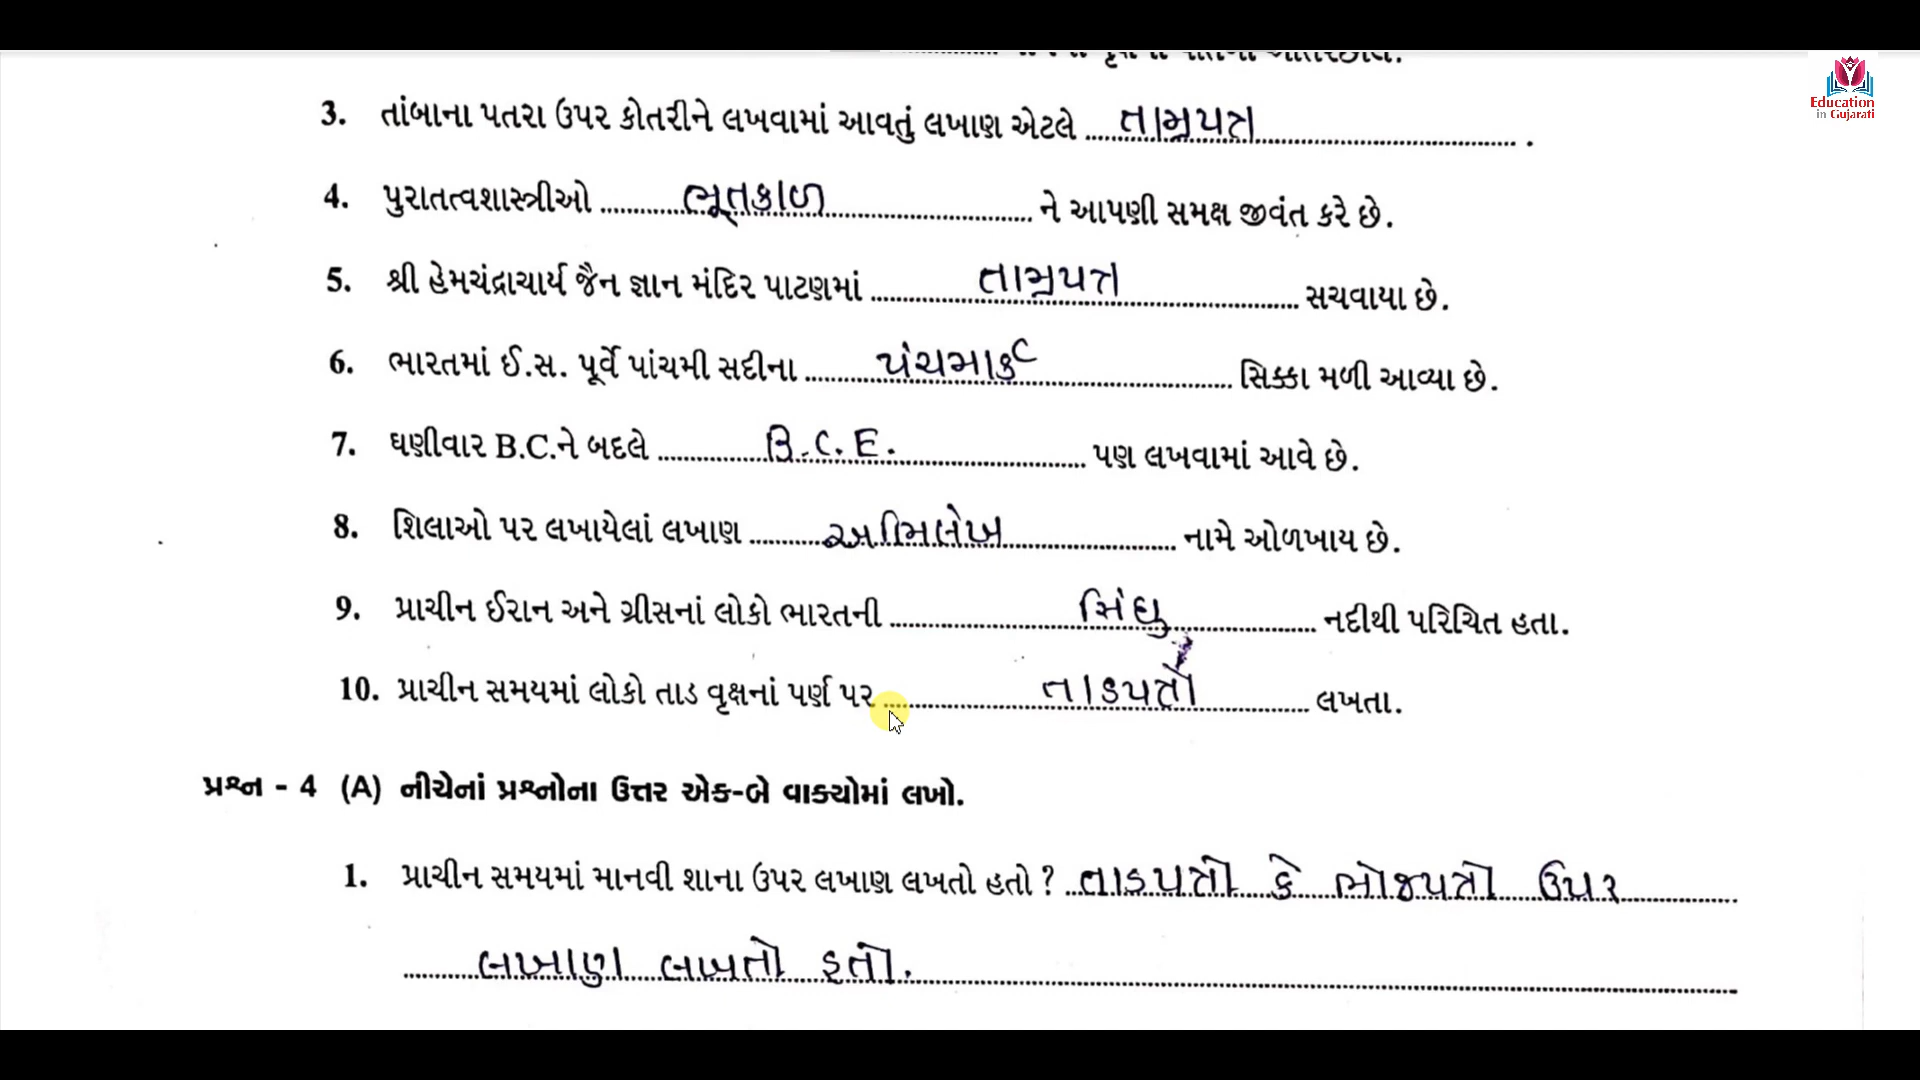 Education
in Gujarati
3. તાંબાના પતરા ઉપર કોતરીને લખવામાં આવતું લખાણ એટલે તામ્રપત્ર .
4. પુરાતત્વશાસ્ત્રીઓ ભૂતકાળ ને આપણી સમક્ષ જીવંત કરે છે.
5. શ્રી હેમચંદ્રાચાર્ય જૈન જ્ઞાન મંદિર પાટણમાં તામ્રપત્ર સચવાયા છે.
6. ભારતમાં ઈ.સ. પૂર્વે પાંચમી સદીના પંચમાર્ક સિક્કા મળી આવ્યા છે.
7. ઘણીવાર B.C.ને બદલે B.C.E. પણ લખવામાં આવે છે.
8. શિલાઓ પર લખાયેલાં લખાણ અભિલેખ નામે ઓળખાય છે.
9. પ્રાચીન ઈરાન અને ગ્રીસનાં લોકો ભારતની સિંધુ નદીથી પરિચિત હતા.
10. પ્રાચીન સમયમાં લોકો તાડ વૃક્ષનાં પર્ણ પર તાડપત્રો લખતા.
પ્રશ્ન - 4 (A) નીચેનાં પ્રશ્નોના ઉત્તર એક-બે વાક્યોમાં લખો.
1. પ્રાચીન સમયમાં માનવી શાના ઉપર લખાણ લખતો હતો ? તાડપત્રો કે ભોજપત્રો ઉપર
લખાણ લખતો હતો.